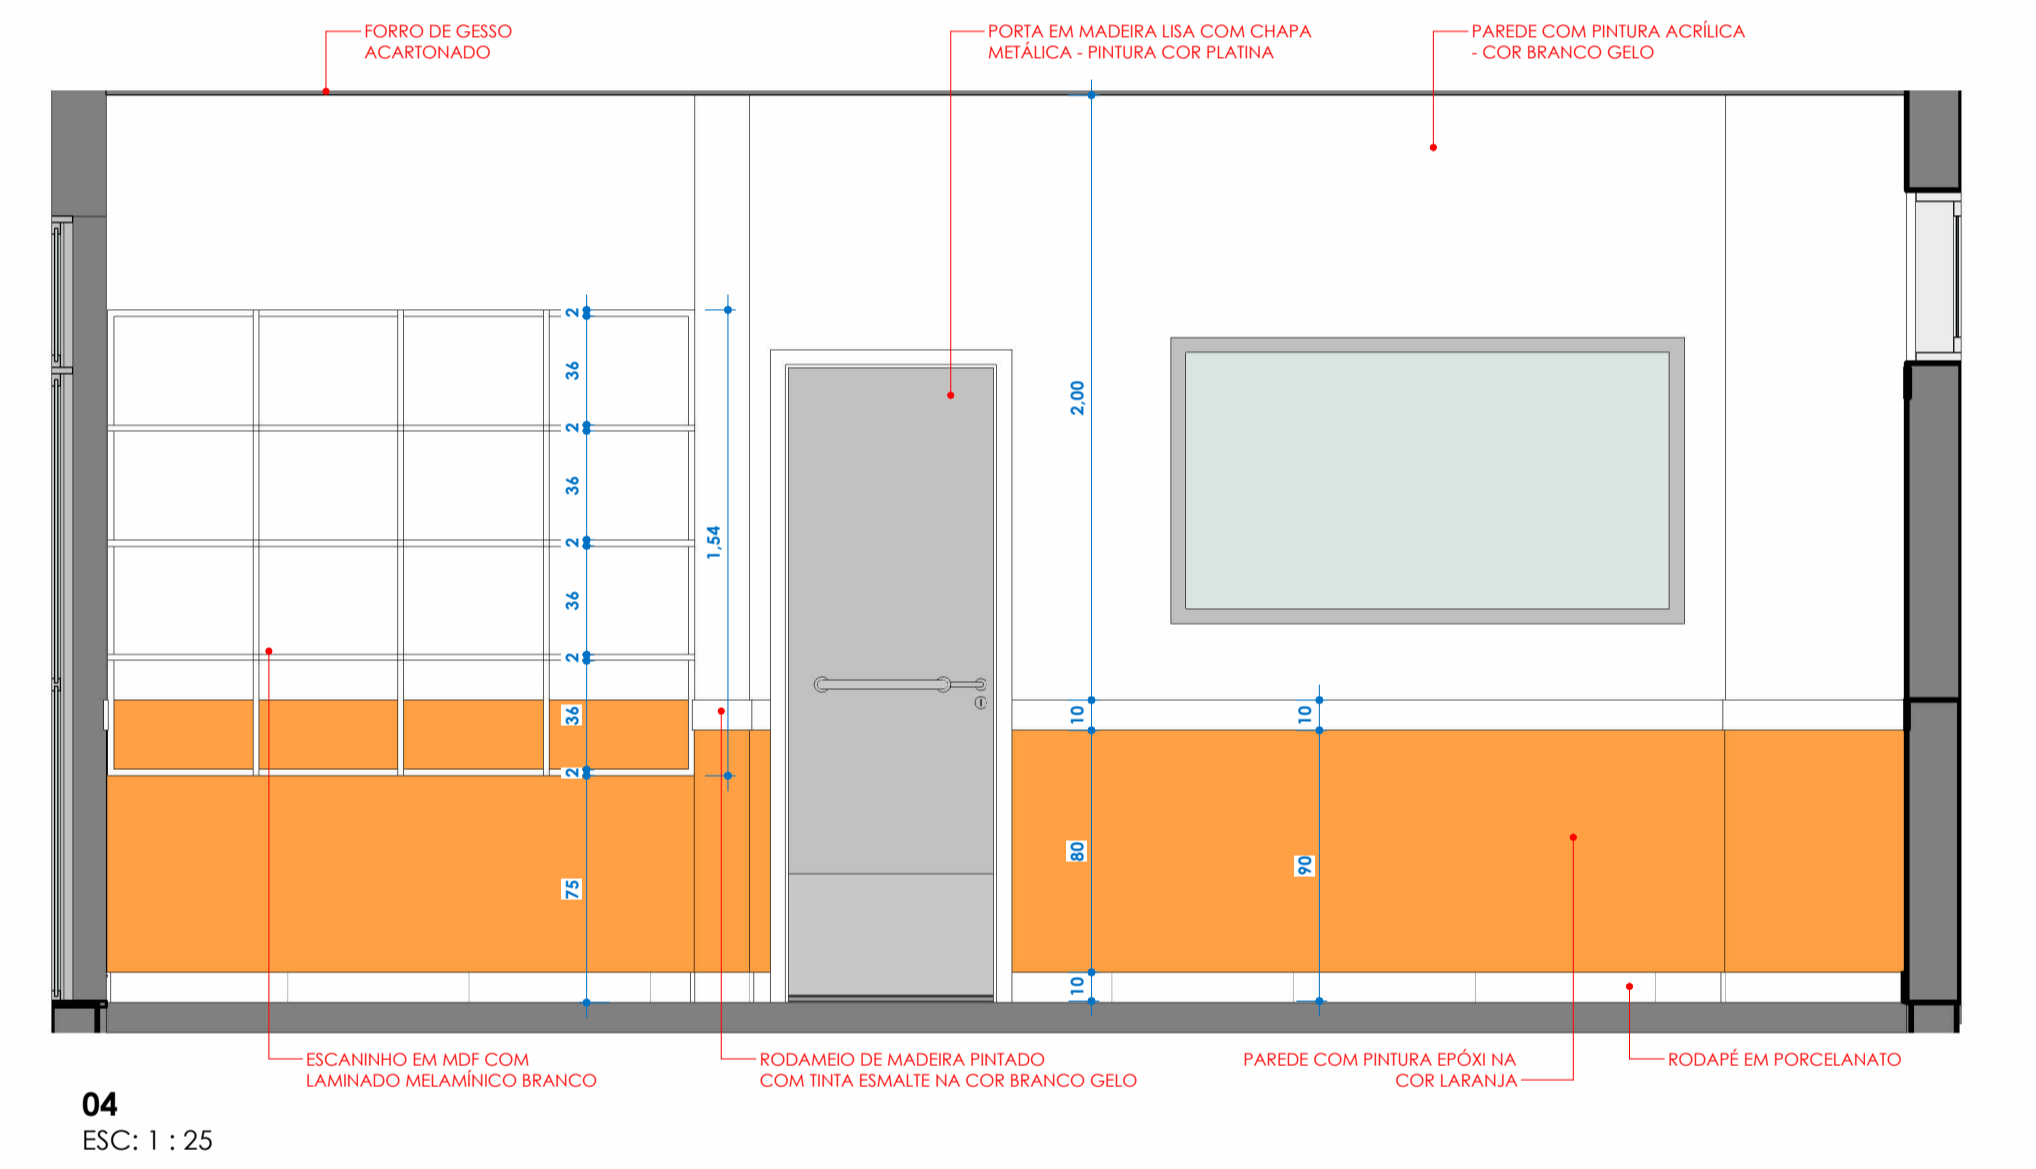 FORRO DE GESSO
ACARTONADO
PORTA EM MADEIRA LISA COM CHAPA
METÁLICA - PINTURA COR PLATINA
PAREDE COM PINTURA ACRÍLICA
- COR BRANCO GELO
2
36
2
36
2
36
2
36
2
75
1,54
2,00
10
80
10
10
90
ESCANINHO EM MDF COM
LAMINADO MELAMÍNICO BRANCO
RODAMEIO DE MADEIRA PINTADO
COM TINTA ESMALTE NA COR BRANCO GELO
PAREDE COM PINTURA EPÓXI NA
COR LARANJA
RODAPÉ EM PORCELANATO
04
ESC: 1 : 25